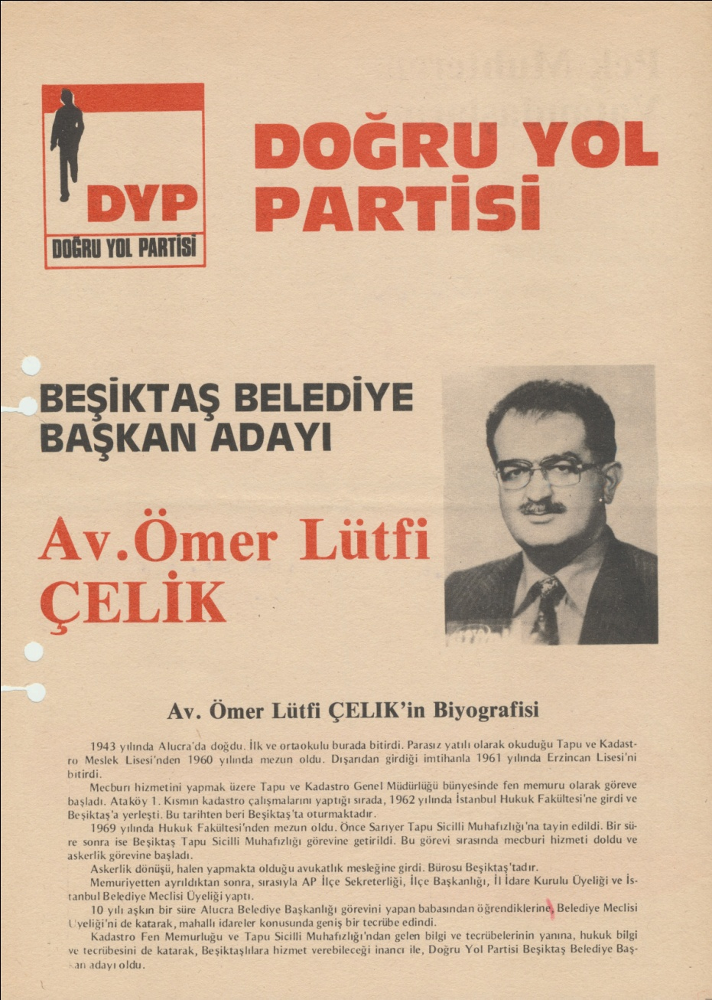 DYP
DOĞRU YOL PARTİSİ
DOĞRU YOL
PARTİSİ
BEŞİKTAŞ BELEDİYE
BAŞKAN ADAYI
Av. Ömer Lütfi
ÇELİK
Av. Ömer Lütfi ÇELIK'in Biyografisi
1943 yılında Alucra'da doğdu. İlk ve ortaokulu burada bitirdi. Parasız yatılı olarak okuduğu Tapu ve Kadast-
ro Meslek Lisesi'nden 1960 yılında mezun oldu. Dışarıdan girdiği imtihanla 1961 yılında Erzincan Lisesi'ni
bitirdi.
Mecburı hizmetini yapmak üzere Tapu ve Kadastro Genel Müdürlüğü bünyesinde fen memuru olarak göreve
başladı. Ataköy 1. Kısmın kadastro çalışmalarını yaptığı sırada, 1962 yılında İstanbul Hukuk Fakültesi'ne girdi ve
Beşiktaş'a yerleşti. Bu tarihten beri Beşiktaş'ta oturmaktadır.
1969 yılında Hukuk Fakültesi'nden mezun oldu. Önce Sarıyer Tapu Sicilli Muhafızlığı'na tayin edildi. Bir sü-
re sonra ise Beşiktaş Tapu Sicilli Muhafızlığı görevine getirildi. Bu görevi sırasında mecburi hizmeti doldu ve
askerlik görevine başladı.
Askerlik dönüşü, halen yapmakta olduğu avukatlık mesleğine girdi. Bürosu Beşiktaş'tadır.
Memuriyetten ayrıldıktan sonra, sırasıyla AP İlçe Sekreterliği, İlçe Başkanlığı, İl İdare Kurulu Üyeliği ve İs-
tanbul Belediye Meclisi Üyeliği yaptı.
10 yılı aşkın bir süre Alucra Belediye Başkanlığı görevini yapan babasından öğrendiklerine, Belediye Meclisi
Üyeliği'ni de katarak, mahallı idareler konusunda geniş bir tecrübe edindi.
Kadastro Fen Memurluğu ve Tapu Sicilli Muhafızlığı'ndan gelen bilgi ve tecrübelerinin yanına, hukuk bilgi
ve tecrübesini de katarak, Beşiktaşlılara hizmet verebileceği inancı ile, Doğru Yol Partisi Beşiktaş Belediye Baş-
kan adayı oldu.